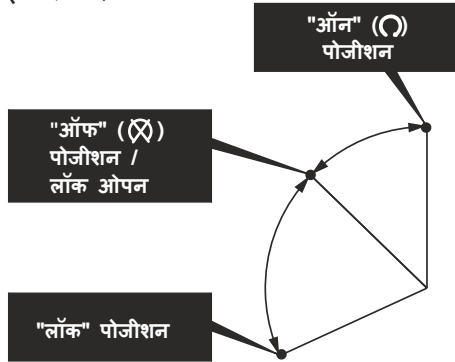 "ऑन" (Ω)
पोजीशन
"ऑफ" (⊗)
पोजीशन /
लॉक ओपन
"लॉक" पोजीशन